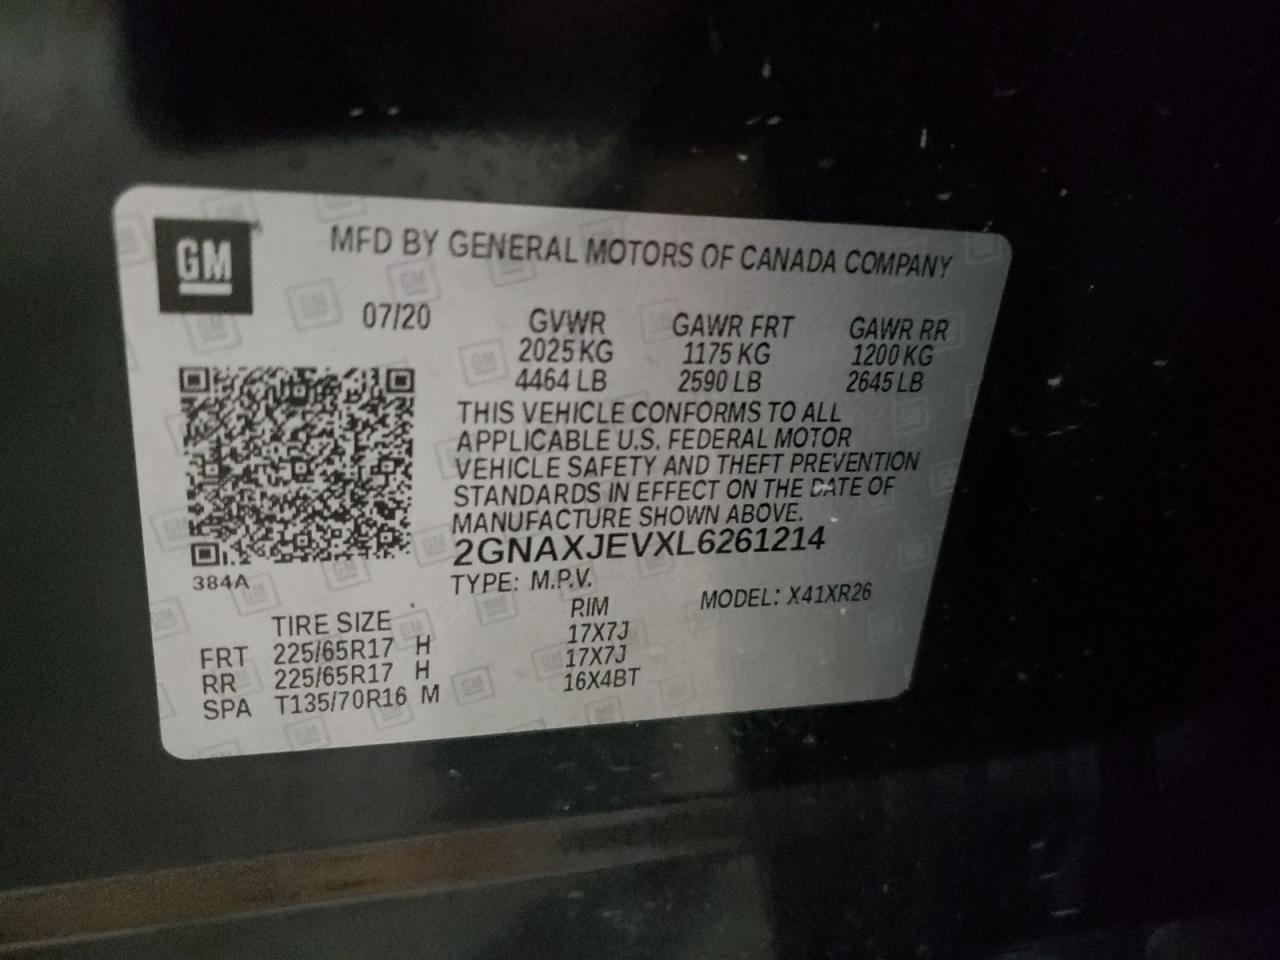 GM
MFD BY GENERAL MOTORS OF CANADA COMPANY
07/20 GVWR GAWR FRT GAWR RR
2025 KG 1175 KG 1200 KG
4464 LB 2590 LB 2645 LB
THIS VEHICLE CONFORMS TO ALL
APPLICABLE U.S. FEDERAL MOTOR
VEHICLE SAFETY AND THEFT PREVENTION
STANDARDS IN EFFECT ON THE DATE OF
MANUFACTURE SHOWN ABOVE.
2GNAXJEVXL6261214
384A
TYPE: M.P.V. MODEL: X41XR26
TIRE SIZE RIM
FRT 225/65R17 H 17X7J
RR 225/65R17 H 17X7J
SPA T135/70R16 M 16X4BT